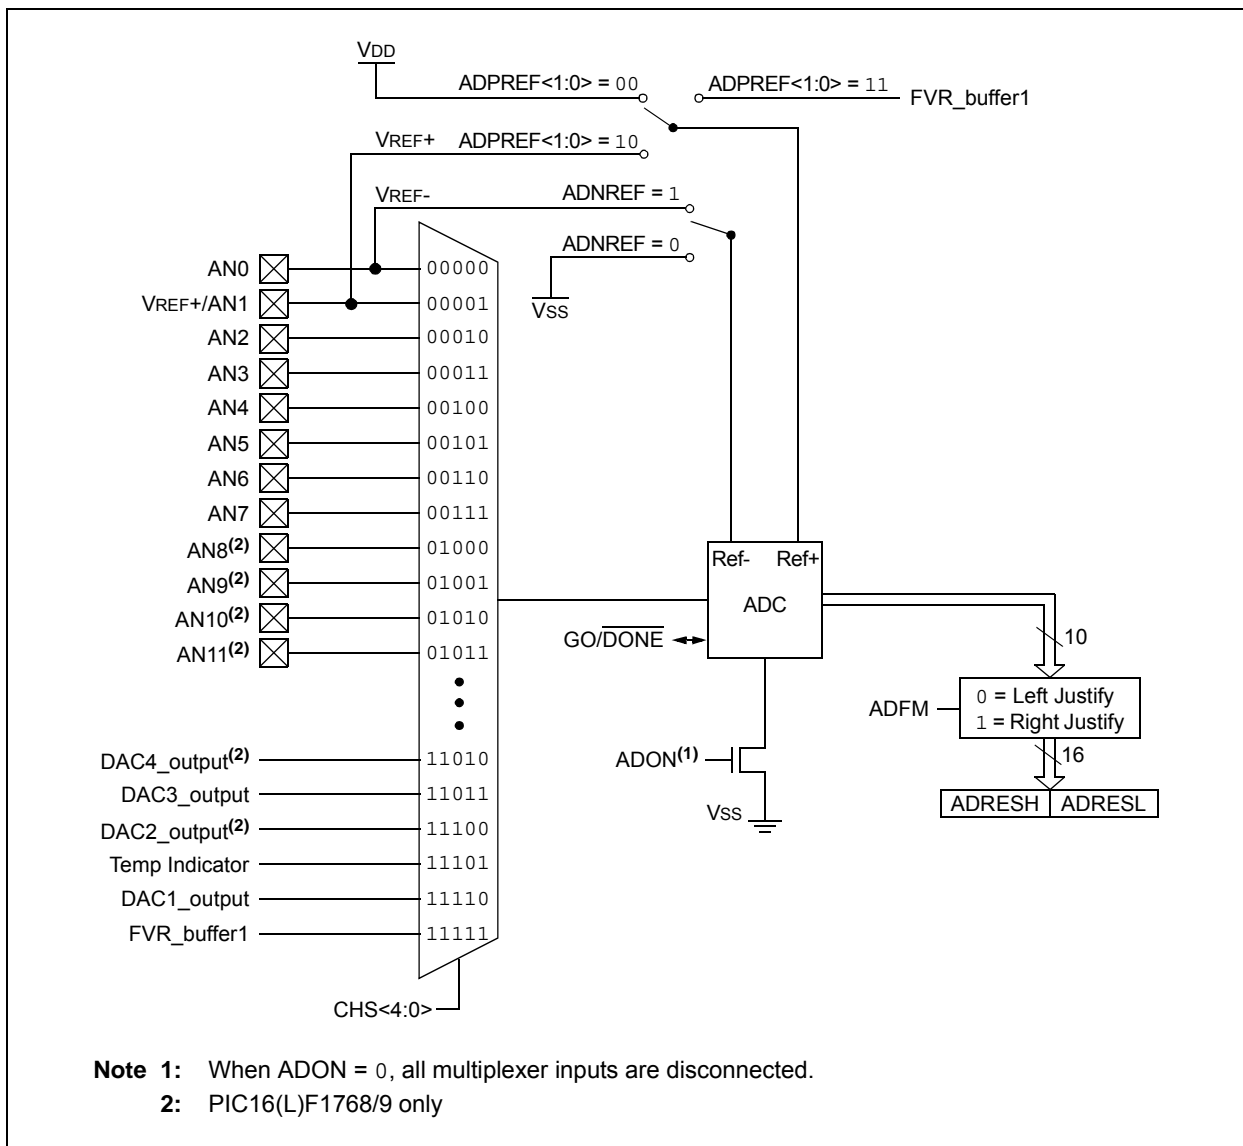 VDD
ADPREF<1:0> = 00
ADPREF<1:0> = 11
FVR_buffer1
VREF+
ADPREF<1:0> = 10
VREF-
ADNREF = 1
ADNREF = 0
VSS
AN0
00000
VREF+/AN1
00001
AN2
00010
AN3
00011
AN4
00100
AN5
00101
AN6
00110
AN7
00111
AN8(2)
01000
AN9(2)
01001
AN10(2)
01010
AN11(2)
01011
Ref-
Ref+
ADC
GO/DONE
10
ADFM
0 = Left Justify
1 = Right Justify
16
ADRESH
ADRESL
ADON(1)
VSS
DAC4_output(2)
11010
DAC3_output
11011
DAC2_output(2)
11100
Temp Indicator
11101
DAC1_output
11110
FVR_buffer1
11111
CHS<4:0>
Note 1: When ADON = 0, all multiplexer inputs are disconnected.
2: PIC16(L)F1768/9 only